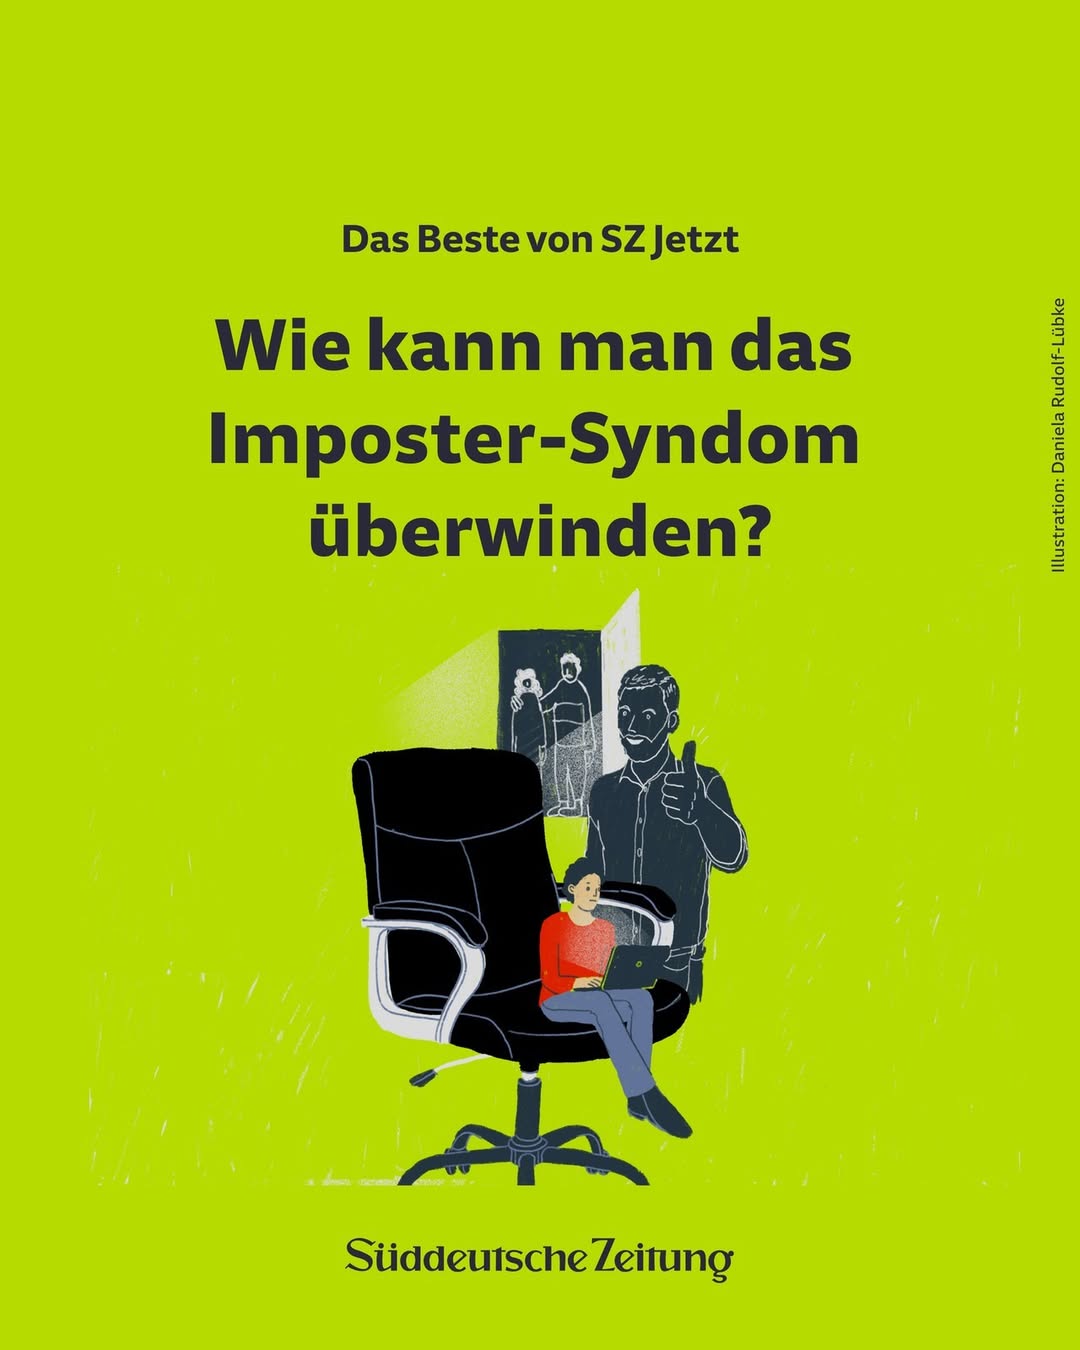 Das Beste von SZ Jetzt
Wie kann man das
Imposter-Syndom
überwinden?
Illustration: Daniela Rudolf-Lübke
Süddeutsche Zeitung